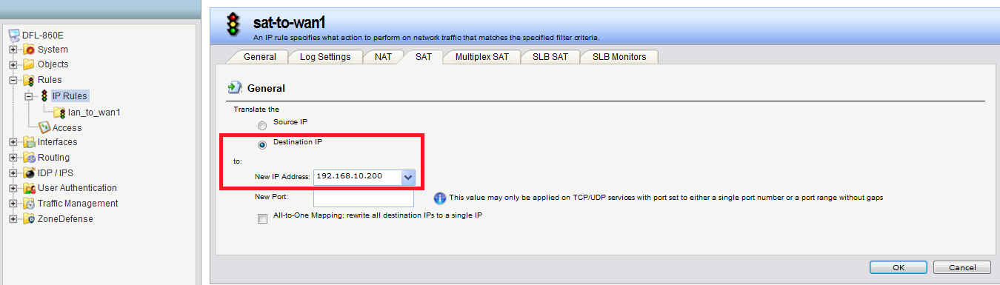 DFL-860E
System
Objects
Rules
IP Rules
lan_to_wan1
Access
Interfaces
Routing
IDP / IPS
User Authentication
Traffic Management
ZoneDefense
sat-to-wan1
An IP rule specifies what action to perform on network traffic that matches the specified filter criteria.
General Log Settings NAT SAT Multiplex SAT SLB SAT SLB Monitors
General
Translate the
Source IP
Destination IP
to:
New IP Address: 192.168.10.200
New Port: This value may only be applied on TCP/UDP services with port set to either a single port number or a port range without gaps
All-to-One Mapping: rewrite all destination IPs to a single IP
OK Cancel